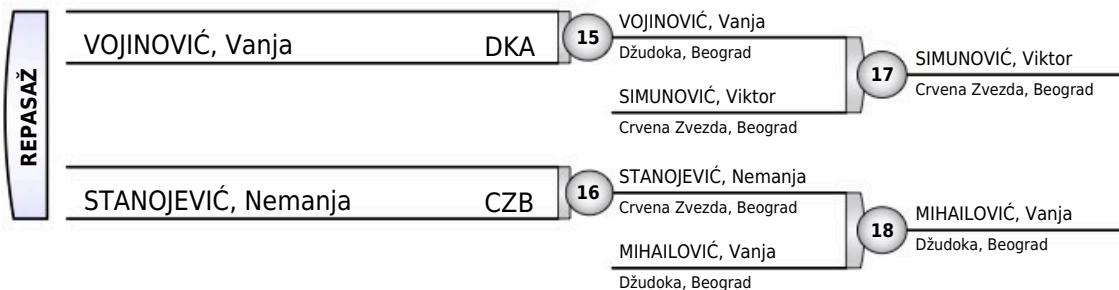 REPASAŽ
VOJINOVIĆ, Vanja DKA
15
VOJINOVIĆ, Vanja
Džudoka, Beograd
SIMUNOVIĆ, Viktor
Crvena Zvezda, Beograd
17
SIMUNOVIĆ, Viktor
Crvena Zvezda, Beograd
STANOJEVIĆ, Nemanja CZB
16
STANOJEVIĆ, Nemanja
Crvena Zvezda, Beograd
MIHAILOVIĆ, Vanja
Džudoka, Beograd
18
MIHAILOVIĆ, Vanja
Džudoka, Beograd